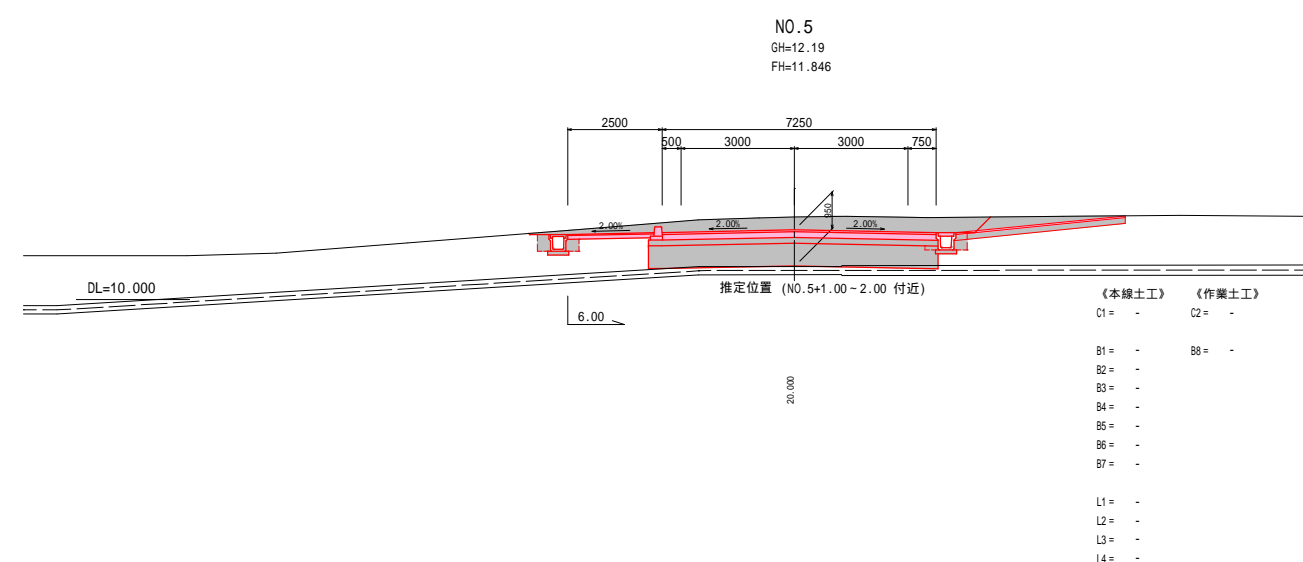 NO.5
GH=12.19
FH=11.846
2500 7250
500 3000 3000 750
950
2.00% 2.00% 2.00%
DL=10.000
推定位置 (NO.5+1.00~2.00 付近)
6.00
20.000
《本線土工》 《作業土工》
C1= - C2= -
B1= - B8= -
B2= -
B3= -
B4= -
B5= -
B6= -
B7= -
L1= -
L2= -
L3= -
L4= -